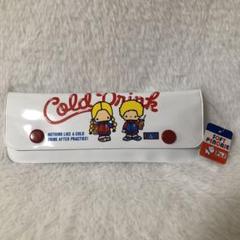 Cold Drink
NOTHING LIKE A COLD
DRINK AFTER PRACTICE!